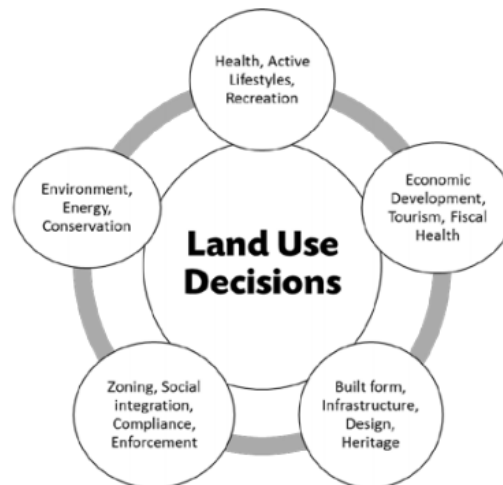 Health, Active
Lifestyles,
Recreation
Economic
Development,
Tourism, Fiscal
Health
Environment,
Energy,
Conservation
Land Use
Decisions
Zoning, Social
integration,
Compliance,
Enforcement
Built form,
Infrastructure,
Design,
Heritage